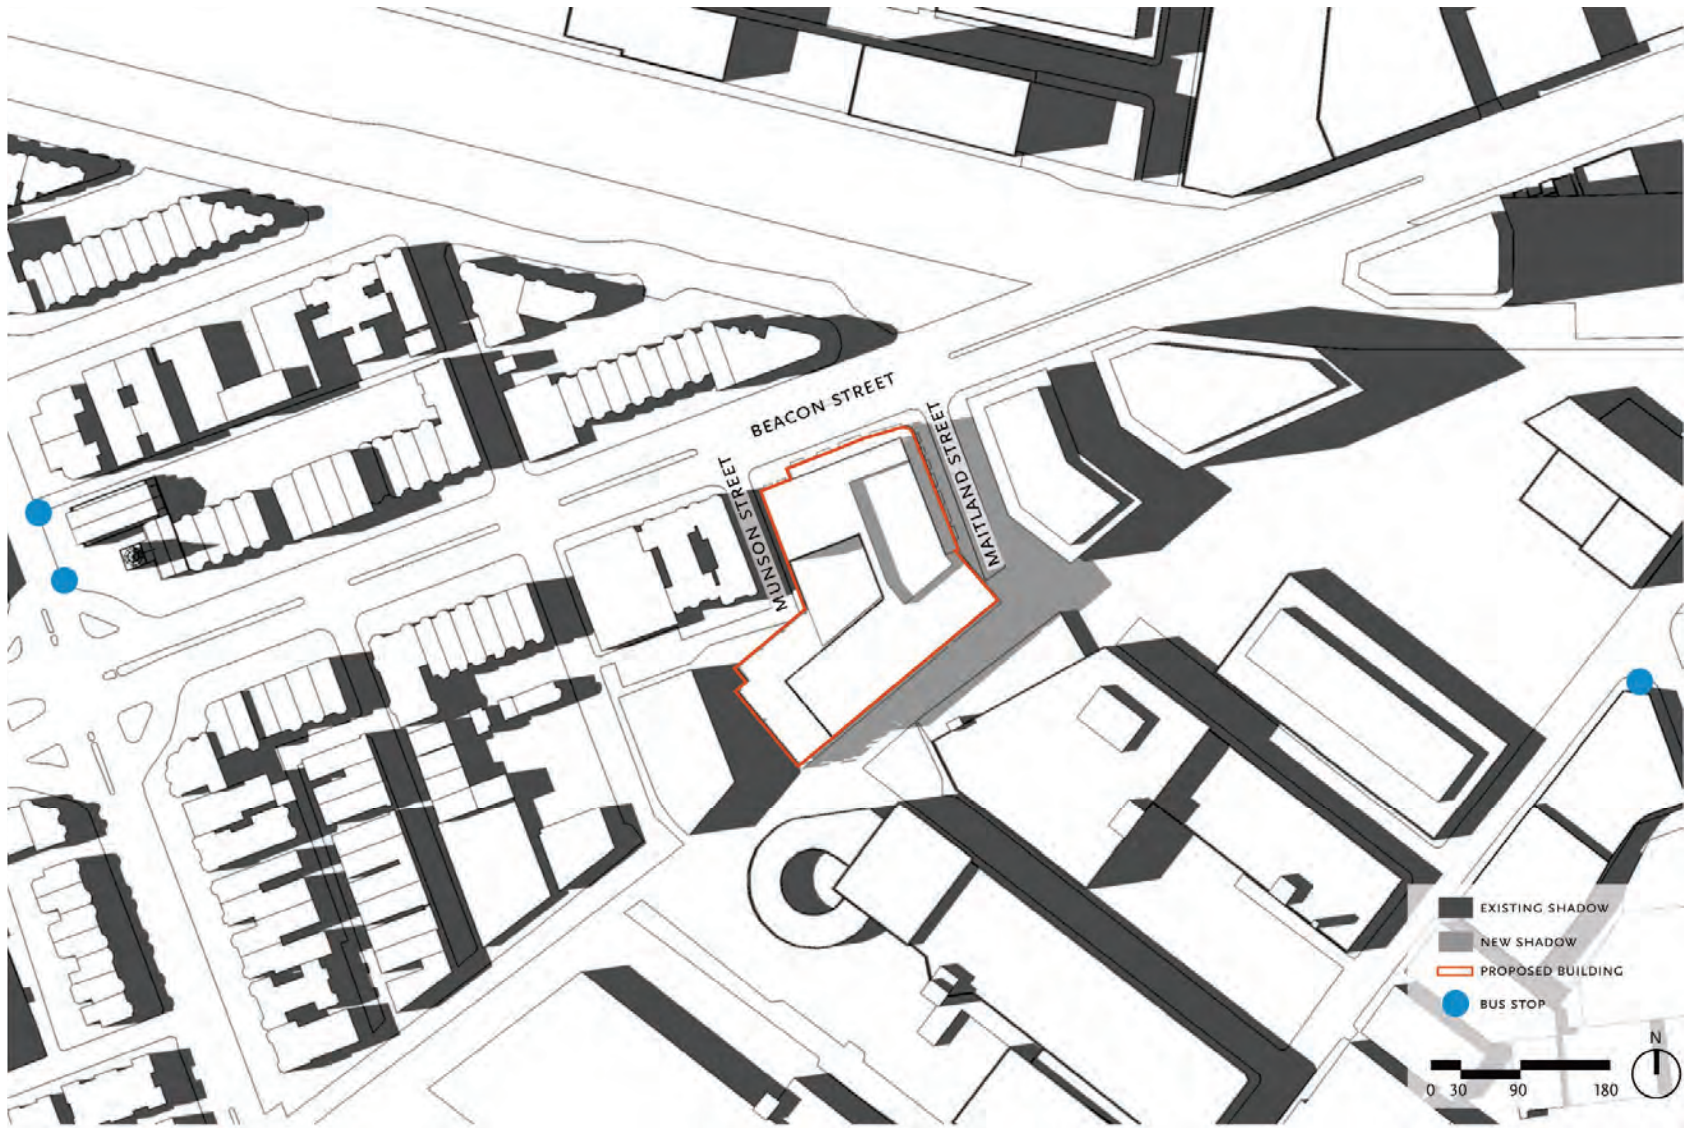 BEACON STREET
MUNSON STREET
MAITLAND STREET
EXISTING SHADOW
NEW SHADOW
PROPOSED BUILDING
BUS STOP
N
0 30 90 180